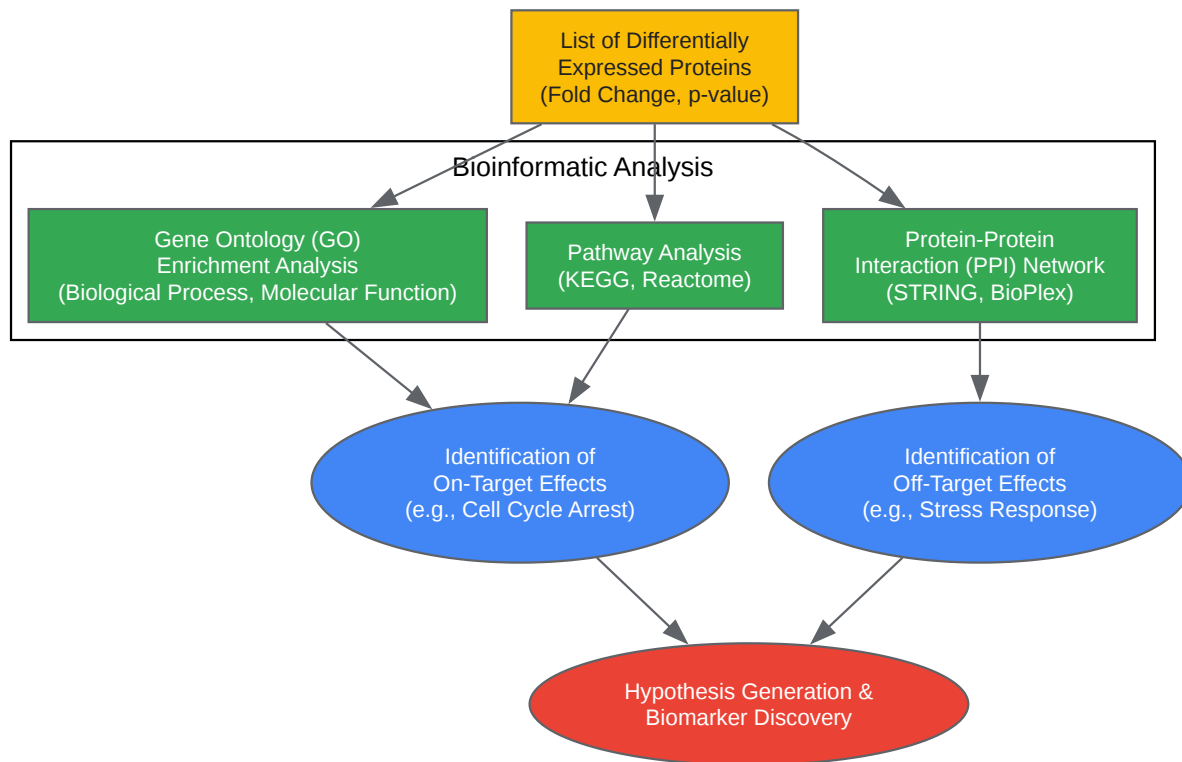 List of Differentially
Expressed Proteins
(Fold Change, p-value)
Bioinformatic Analysis
Gene Ontology (GO)
Enrichment Analysis
(Biological Process, Molecular Function)
Pathway Analysis
(KEGG, Reactome)
Protein-Protein
Interaction (PPI) Network
(STRING, BioPlex)
Identification of
On-Target Effects
(e.g., Cell Cycle Arrest)
Identification of
Off-Target Effects
(e.g., Stress Response)
Hypothesis Generation &
Biomarker Discovery